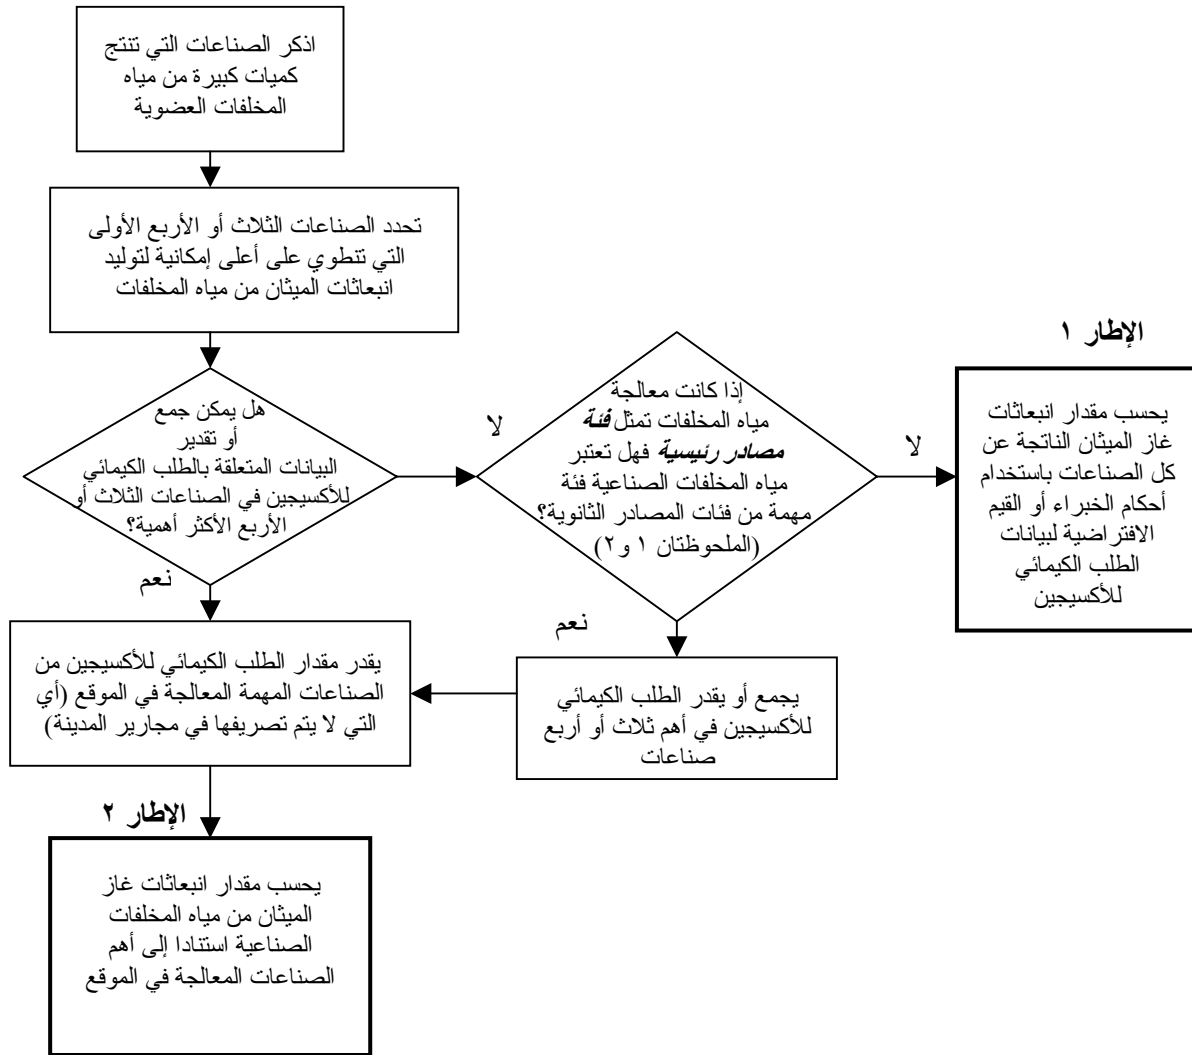 اذكر الصناعات التي تنتج
كميات كبيرة من مياه
المخلفات العضوية
تحدد الصناعات الثلاث أو الأربع الأولى
التي تنطوي على أعلى إمكانية لتوليد
انبعاثات الميثان من مياه المخلفات
هل يمكن جمع
أو تقدير
البيانات المتعلقة بالطلب الكيمائي
للأكسيجين في الصناعات الثلاث أو
الأربع الأكثر أهمية؟
لا
نعم
إذا كانت معالجة
مياه المخلفات تمثل فئة
مصادر رئيسية فهل تعتبر
مياه المخلفات الصناعية فئة
مهمة من فئات المصادر الثانوية؟
(الملحوظتان ١ و٢)
لا
نعم
الإطار ١
يحسب مقدار انبعاثات
غاز الميثان الناتجة عن
كل الصناعات باستخدام
أحكام الخبراء أو القيم
الافتراضية لبيانات
الطلب الكيمائي
للأكسيجين
يجمع أو يقدر الطلب الكيمائي
للأكسيجين في أهم ثلاث أو أربع
صناعات
يقدر مقدار الطلب الكيمائي للأكسيجين من
الصناعات المهمة المعالجة في الموقع (أي
التي لا يتم تصريفها في مجارير المدينة)
الإطار ٢
يحسب مقدار انبعاثات غاز
الميثان من مياه المخلفات
الصناعية استنادا إلى أهم
الصناعات المعالجة في الموقع